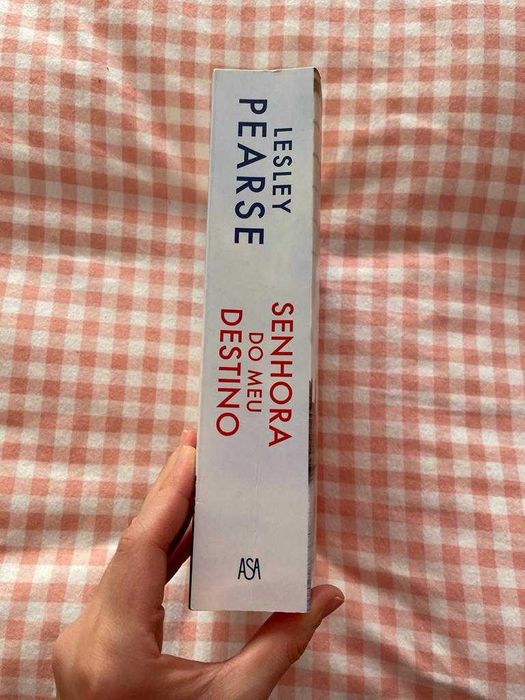 LESLEY
PEARSE
SENHORA
DO MEU
DESTINO
ASA